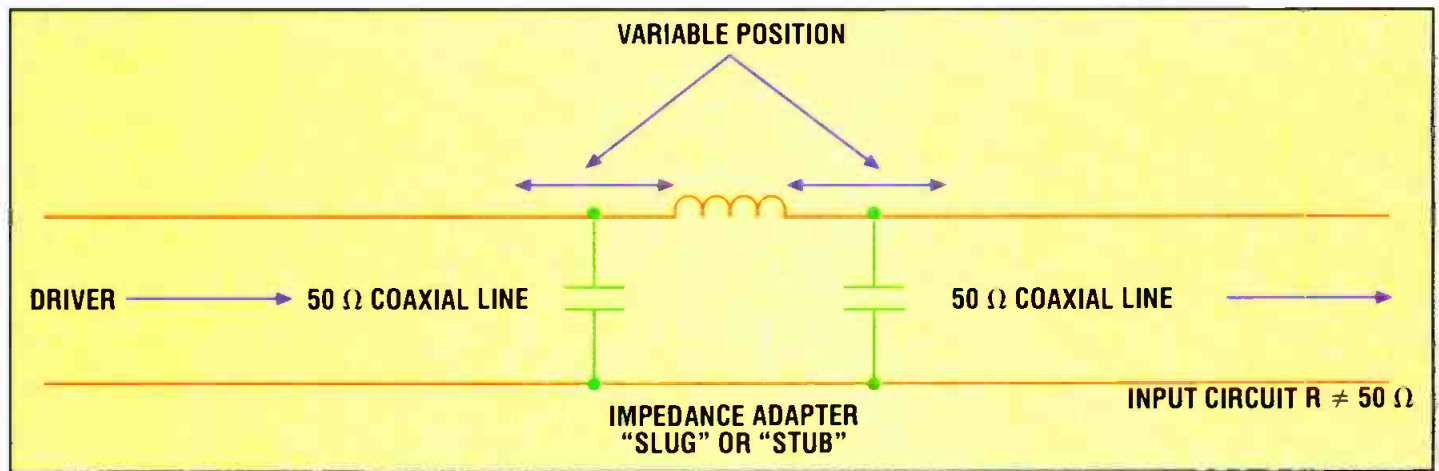 VARIABLE POSITION
DRIVER
50 Ω COAXIAL LINE
50 Ω COAXIAL LINE
IMPEDANCE ADAPTER
"SLUG" OR "STUB"
INPUT CIRCUIT R ≠ 50 Ω